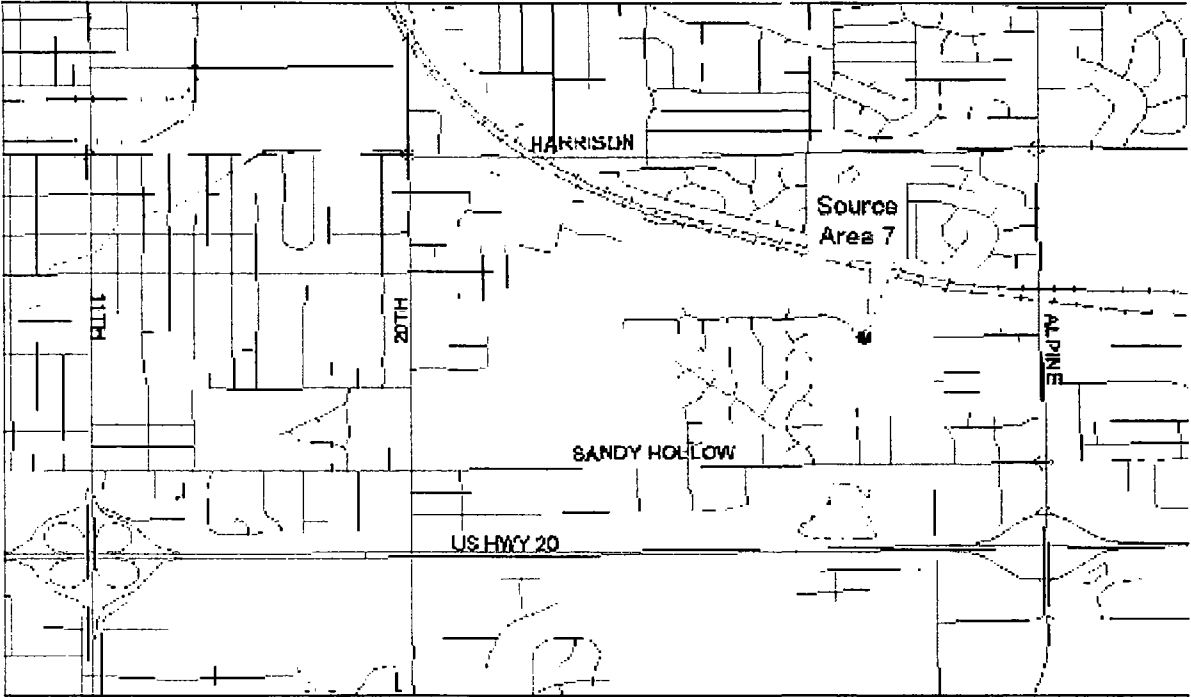 HARRISON
Source
Area 7
11TH
20TH
ALPINE
SANDY HOLLOW
US HWY 20